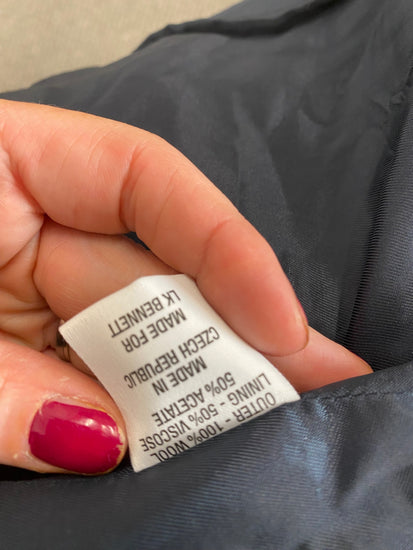 OUTER - 100% WOOL
LINING - 50% VISCOSE
50% ACETATE
MADE IN
CZECH REPUBLIC
MADE FOR
LK BENNETT